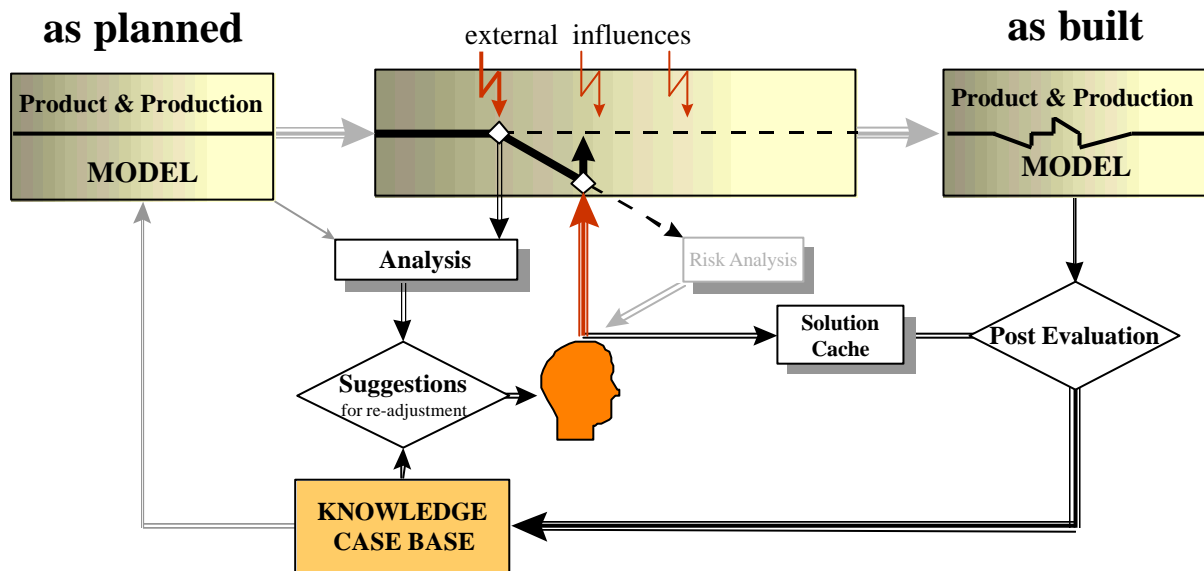 as planned
external influences
as built
Product & Production
MODEL
Product & Production
MODEL
Analysis
Risk Analysis
Solution
Cache
Post Evaluation
Suggestions
for re-adjustment
KNOWLEDGE
CASE BASE